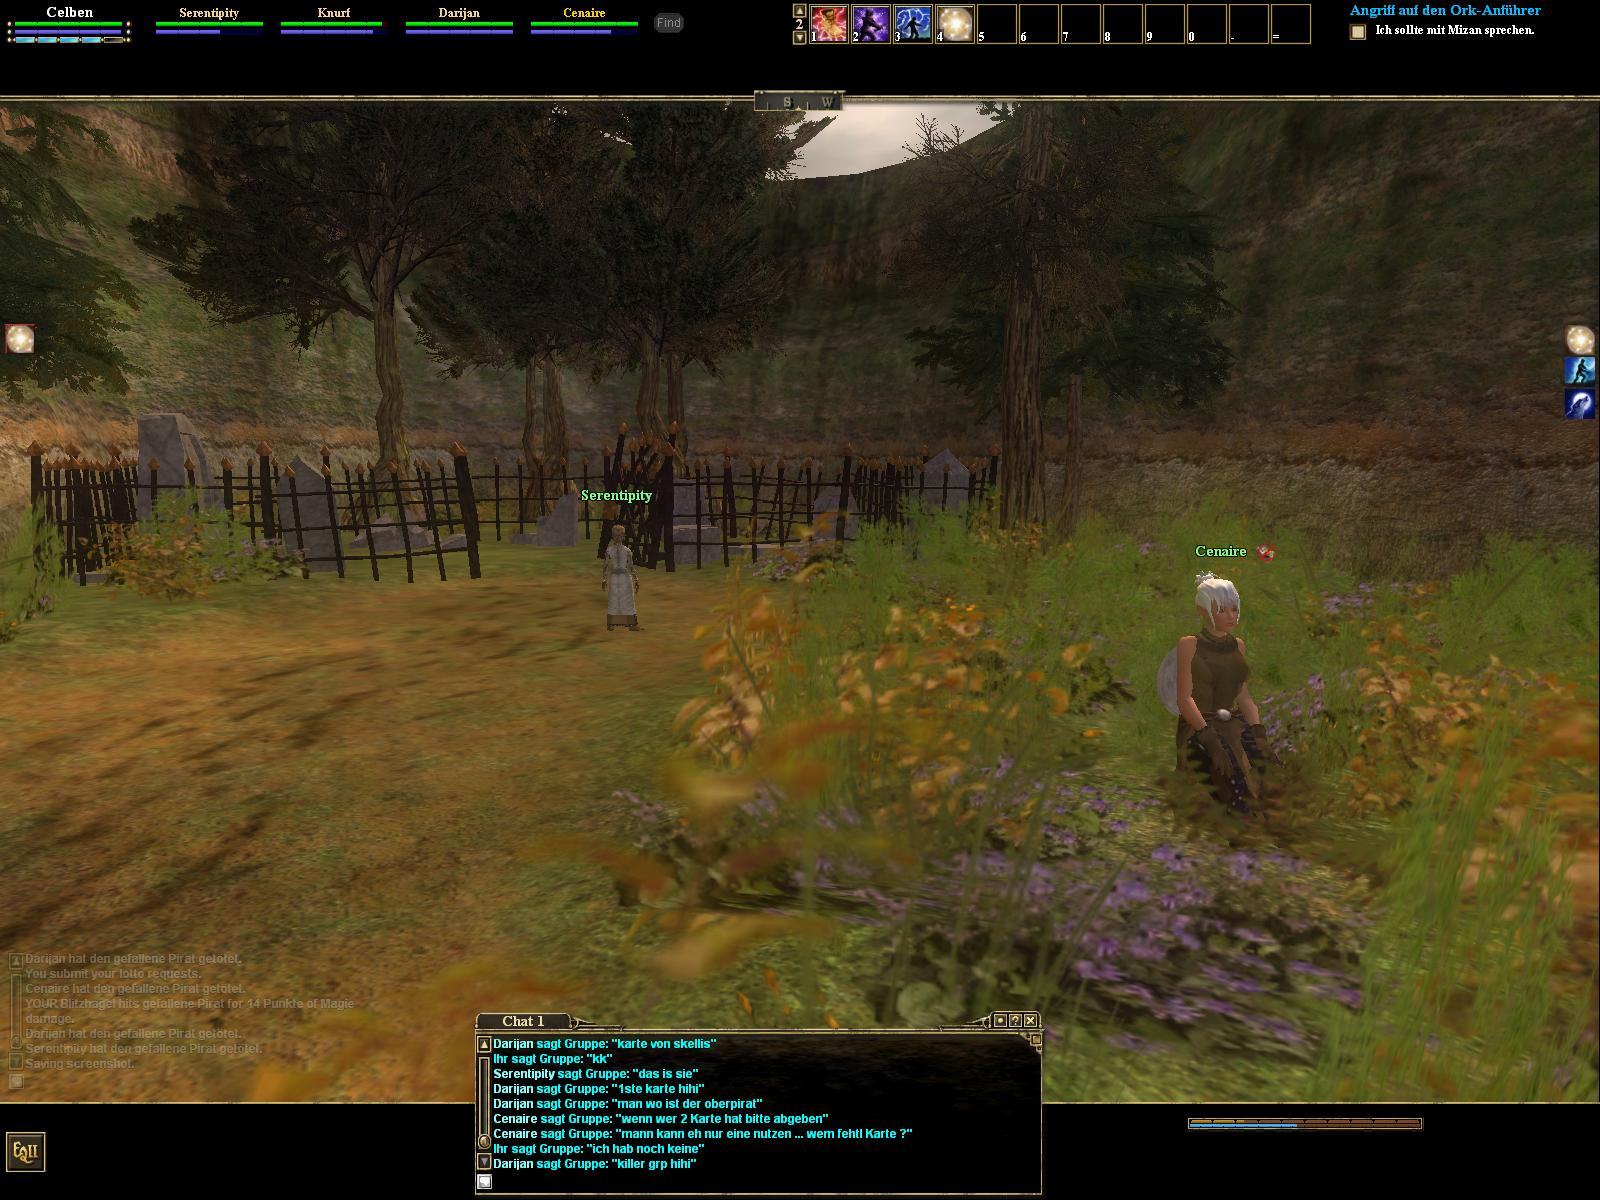 Celben
Serentipity
Knurf
Darijan
Cenaire
Find
2
1 2 3 4 5 6 7 8 9 0 - =
Angriff auf den Ork-Anführer
Ich sollte mit Mizan sprechen.
S W
Serentipity
Cenaire
Darijan hat den gefallene Pirat getötet.
You submit your lotto requests.
Cenaire hat den gefallene Pirat getötet.
YOUR Blitzhagel hits gefallene Pirat for 14 Punkte of Magie
damage.
Darijan hat den gefallene Pirat getötet.
Serentipity hat den gefallene Pirat getötet.
Saving screenshot.
Chat 1
Darijan sagt Gruppe: "karte von skellis"
Ihr sagt Gruppe: "kk"
Serentipity sagt Gruppe: "das is sie"
Darijan sagt Gruppe: "1ste karte hihi"
Darijan sagt Gruppe: "man wo ist der oberpirat"
Cenaire sagt Gruppe: "wenn wer 2 Karte hat bitte abgeben"
Cenaire sagt Gruppe: "mann kann eh nur eine nutzen ... wem fehtl Karte ?"
Ihr sagt Gruppe: "ich hab noch keine"
Darijan sagt Gruppe: "killer grp hihi"
EQII